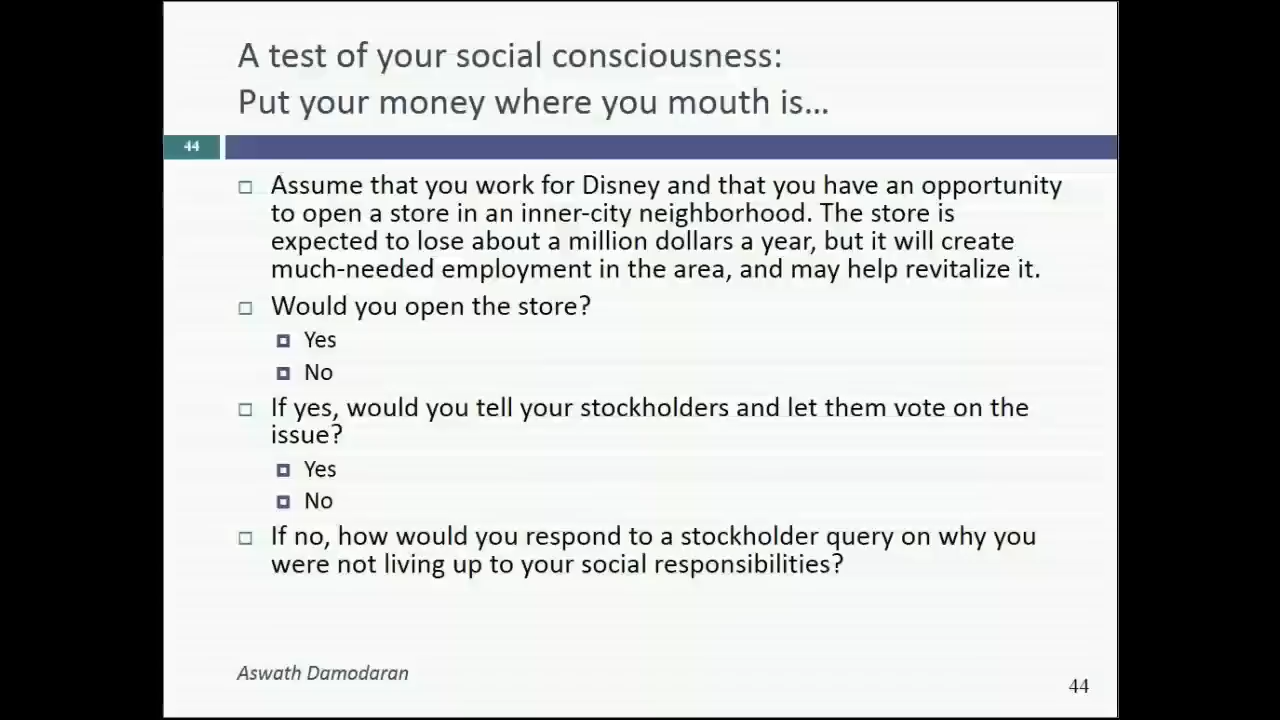 A test of your social consciousness:
Put your money where you mouth is…
44
Assume that you work for Disney and that you have an opportunity
to open a store in an inner-city neighborhood. The store is
expected to lose about a million dollars a year, but it will create
much-needed employment in the area, and may help revitalize it.
Would you open the store?
Yes
No
If yes, would you tell your stockholders and let them vote on the
issue?
Yes
No
If no, how would you respond to a stockholder query on why you
were not living up to your social responsibilities?
Aswath Damodaran
44